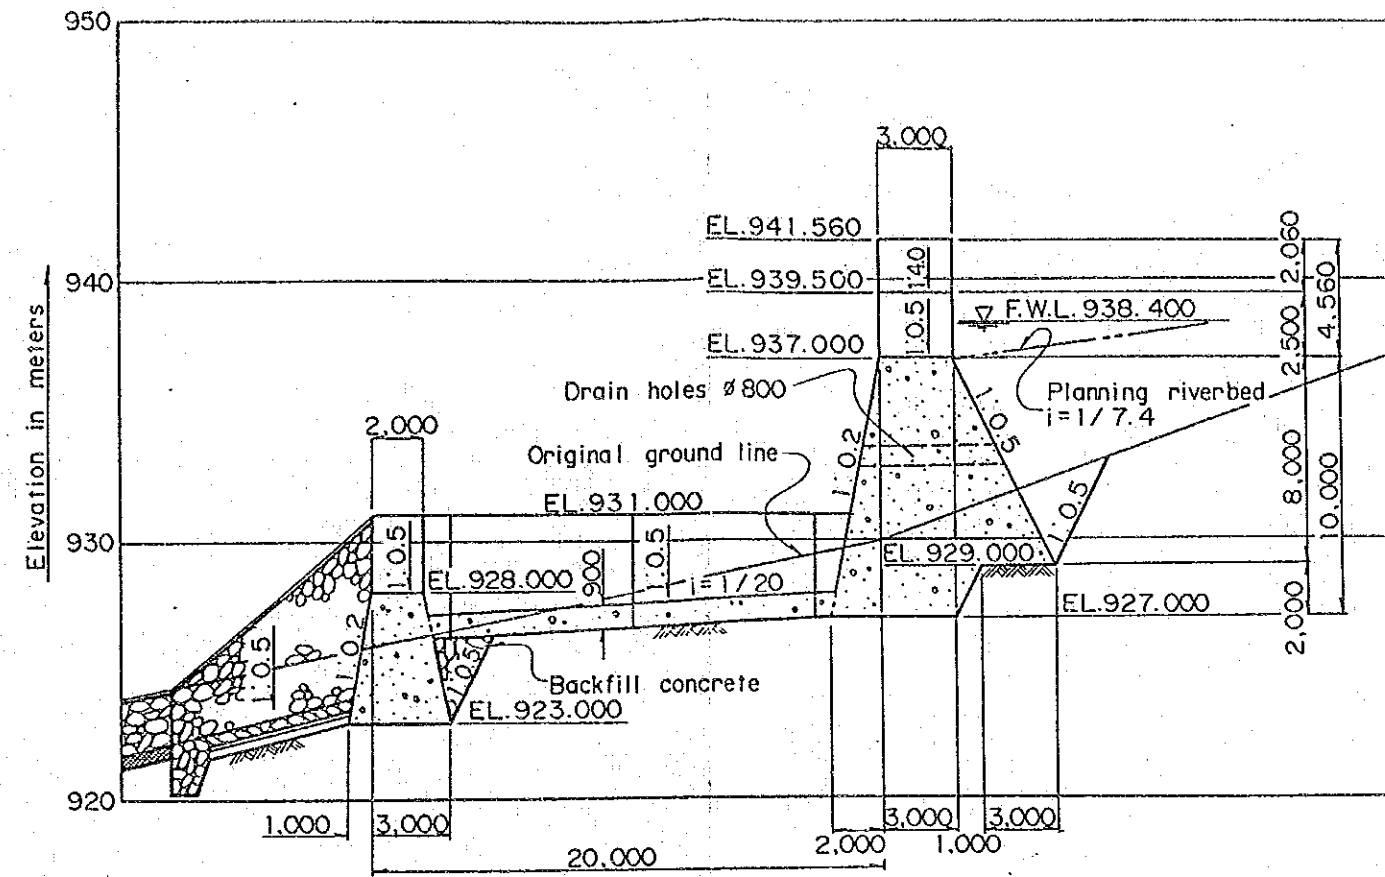 950
3,000
EL.941.560
2.060
940
EL.939.500
1:4.0
4.560
F.W.L.938.400
1:0.5
2.500
EL.937.000
Elevation in meters
Drain holes ø800
Planning riverbed
i=1/7.4
2,000
1:0.5
Original ground line
1:0.2
8,000
10,000
EL.931.000
1:0.5
930
1:0.5
900
1:0.5
EL.929.000
EL.928.000
i=1/20
EL.927.000
1:0.2
2,000
1:0.5
1:0.5
Backfill concrete
EL.923.000
920
1,000
3,000
2,000
3,000
1,000
3,000
20,000